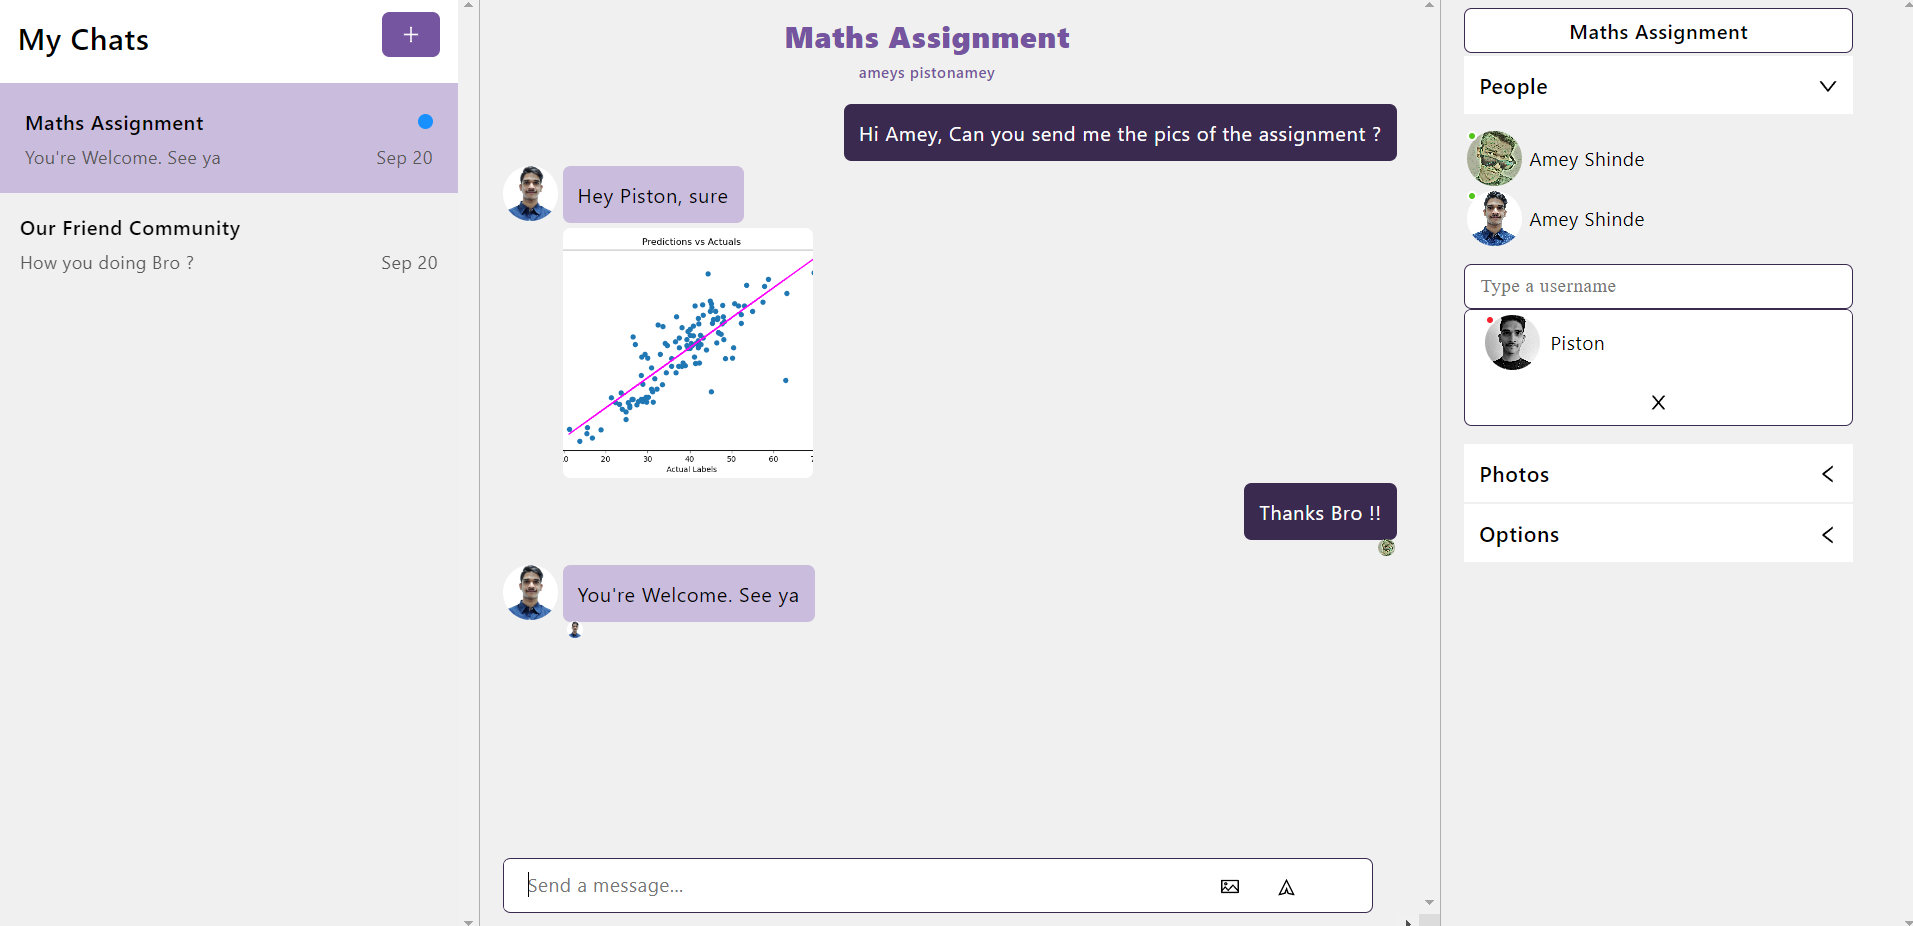 My Chats
+
Maths Assignment
You're Welcome. See ya
Sep 20
Our Friend Community
How you doing Bro ?
Sep 20
Maths Assignment
ameys pistonamey
Hi Amey, Can you send me the pics of the assignment ?
Hey Piston, sure
Predictions vs Actuals
20 30 40 50 60
Actual Labels
Thanks Bro !!
You're Welcome. See ya
Send a message...
Maths Assignment
People
Amey Shinde
Amey Shinde
Type a username
Piston
X
Photos
Options